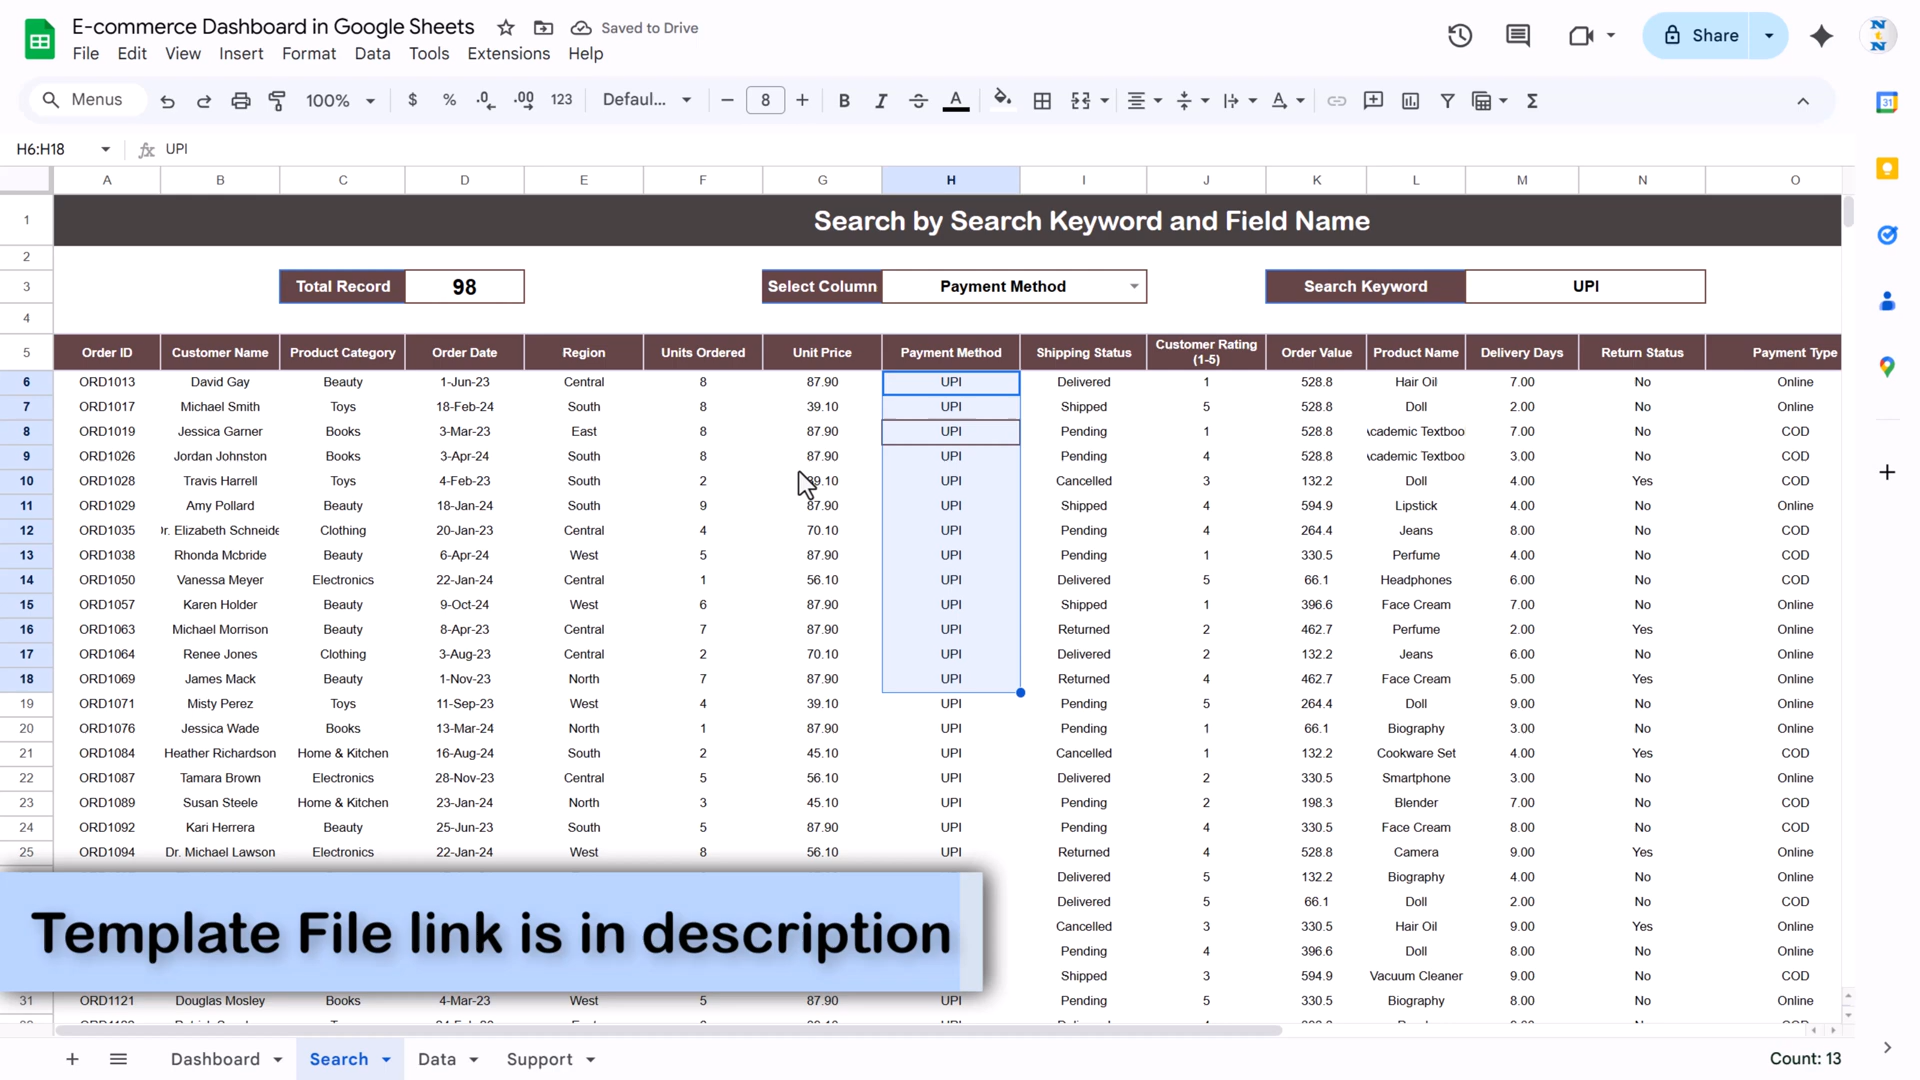 E-commerce Dashboard in Google Sheets Saved to Drive
File Edit View Insert Format Data Tools Extensions Help
Share
Menus 100% $ % .0 .00 123 Defaul... 8 B I S A
31
H6:H18 fx UPI
A B C D E F G H I J K L M N O
1 Search by Search Keyword and Field Name
2
3 Total Record 98 Select Column Payment Method Search Keyword UPI
4
5 Order ID Customer Name Product Category Order Date Region Units Ordered Unit Price Payment Method Shipping Status Customer Rating (1-5) Order Value Product Name Delivery Days Return Status Payment Type
6 ORD1013 David Gay Beauty 1-Jun-23 Central 8 87.90 UPI Delivered 1 528.8 Hair Oil 7.00 No Online
7 ORD1017 Michael Smith Toys 18-Feb-24 South 8 39.10 UPI Shipped 5 528.8 Doll 2.00 No Online
8 ORD1019 Jessica Garner Books 3-Mar-23 East 8 87.90 UPI Pending 1 528.8 cademic Textboo 7.00 No COD
9 ORD1026 Jordan Johnston Books 3-Apr-24 South 8 87.90 UPI Pending 4 528.8 cademic Textboo 3.00 No COD
10 ORD1028 Travis Harrell Toys 4-Feb-23 South 2 9.10 UPI Cancelled 3 132.2 Doll 4.00 Yes COD
11 ORD1029 Amy Pollard Beauty 18-Jan-24 South 9 87.90 UPI Shipped 4 594.9 Lipstick 4.00 No COD
12 ORD1035 r. Elizabeth Schneide Clothing 20-Jan-23 Central 4 70.10 UPI Pending 4 264.4 Jeans 8.00 No COD
13 ORD1038 Rhonda Mcbride Beauty 6-Apr-24 West 5 87.90 UPI Pending 1 330.5 Perfume 4.00 No COD
14 ORD1050 Vanessa Meyer Electronics 22-Jan-24 Central 1 56.10 UPI Delivered 5 66.1 Headphones 6.00 No COD
15 ORD1057 Karen Holder Beauty 9-Oct-24 West 6 87.90 UPI Shipped 1 396.6 Face Cream 7.00 No Online
16 ORD1063 Michael Morrison Beauty 8-Apr-23 Central 7 87.90 UPI Returned 2 462.7 Perfume 2.00 Yes Online
17 ORD1064 Renee Jones Clothing 3-Aug-23 Central 2 70.10 UPI Delivered 2 132.2 Jeans 6.00 No Online
18 ORD1069 James Mack Beauty 1-Nov-23 North 7 87.90 UPI Returned 4 462.7 Face Cream 5.00 Yes Online
19 ORD1071 Misty Perez Toys 11-Sep-23 West 4 39.10 UPI Pending 5 264.4 Doll 9.00 No Online
20 ORD1076 Jessica Wade Books 13-Mar-24 North 1 87.90 UPI Pending 1 66.1 Biography 3.00 No Online
21 ORD1084 Heather Richardson Home & Kitchen 16-Aug-24 South 2 45.10 UPI Cancelled 1 132.2 Cookware Set 4.00 Yes COD
22 ORD1087 Tamara Brown Electronics 28-Nov-23 Central 5 56.10 UPI Delivered 2 330.5 Smartphone 3.00 No Online
23 ORD1089 Susan Steele Home & Kitchen 23-Jan-24 North 3 45.10 UPI Pending 2 198.3 Blender 7.00 No COD
24 ORD1092 Kari Herrera Beauty 25-Jun-23 South 5 87.90 UPI Pending 4 330.5 Face Cream 8.00 No COD
25 ORD1094 Dr. Michael Lawson Electronics 22-Jan-24 West 8 56.10 UPI Returned 4 528.8 Camera 9.00 Yes COD
Delivered 5 132.2 Biography 4.00 No Online
Delivered 5 66.1 Doll 2.00 No Online
Cancelled 3 330.5 Hair Oil 9.00 Yes Online
Pending 4 396.6 Doll 8.00 No Online
Shipped 3 594.9 Vacuum Cleaner 9.00 No COD
Template File link is in description
31 ORD1121 Douglas Mosley Books 4-Mar-23 West 5 87.90 UPI Pending 5 330.5 Biography 8.00 No Online
Dashboard Search Data Support Count: 13